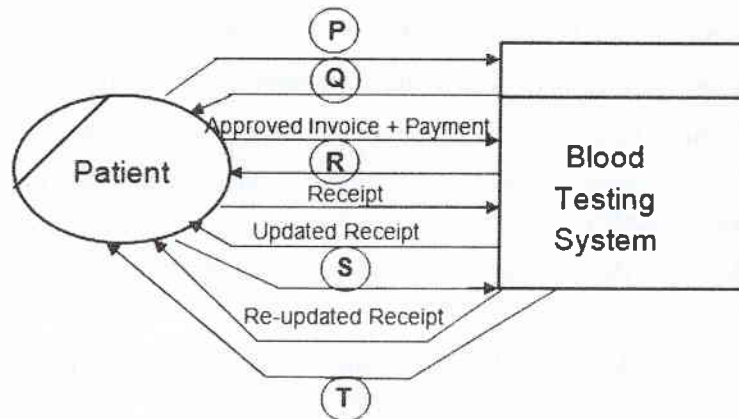 P
Q
Approved Invoice + Payment
R
Receipt
Updated Receipt
S
Re-updated Receipt
T
Patient
Blood
Testing
System